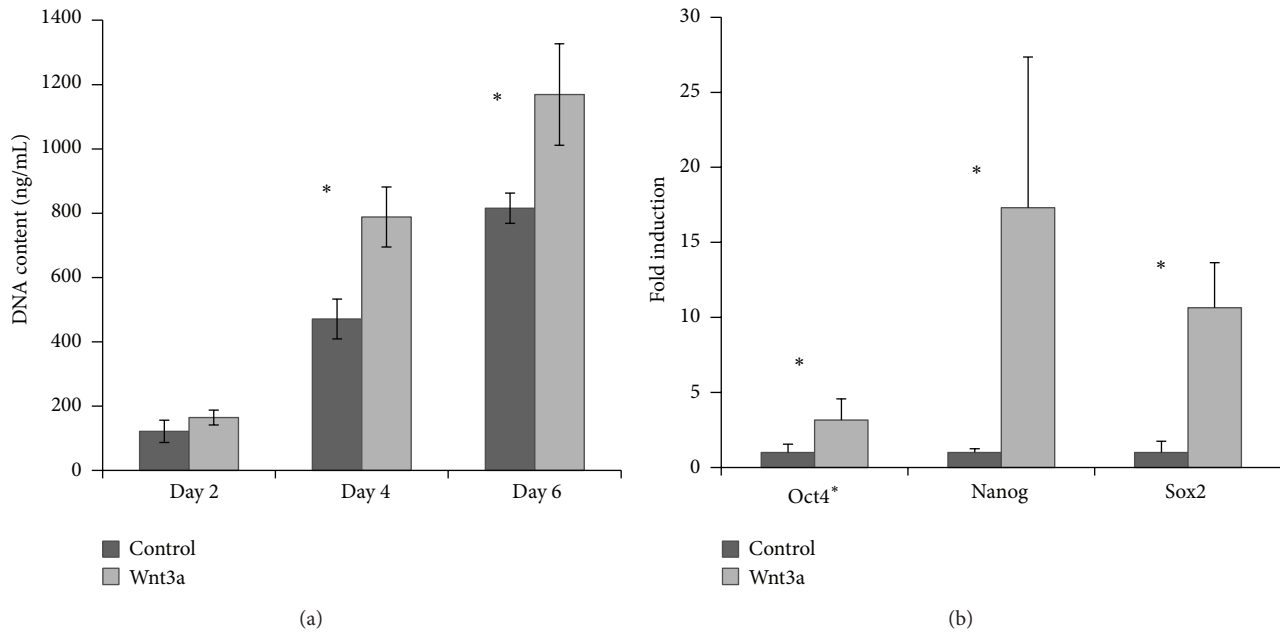 1400
1200
1000
800
600
400
200
0
DNA content (ng/mL)
*
*
Day 2 Day 4 Day 6
Control
Wnt3a
(a)
30
25
20
15
10
5
0
Fold induction
*
*
*
Oct4* Nanog Sox2
Control
Wnt3a
(b)